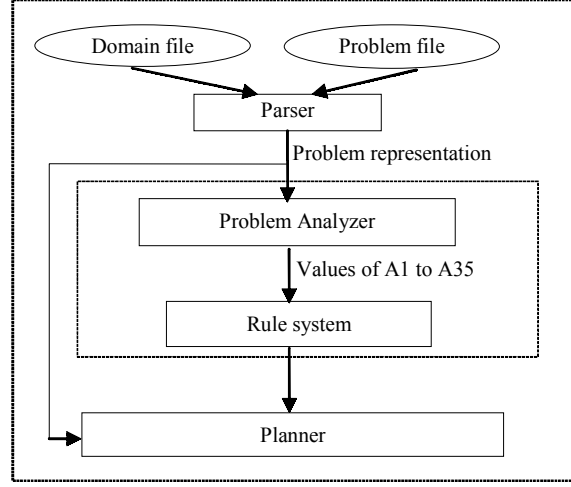 Domain file
Problem file
Parser
Problem representation
Problem Analyzer
Values of A1 to A35
Rule system
Planner